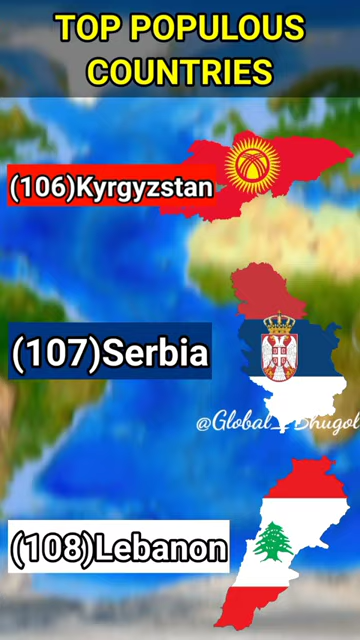 TOP POPULOUS
COUNTRIES
(106)Kyrgyzstan
(107)Serbia
@Global_Bhugol
(108)Lebanon